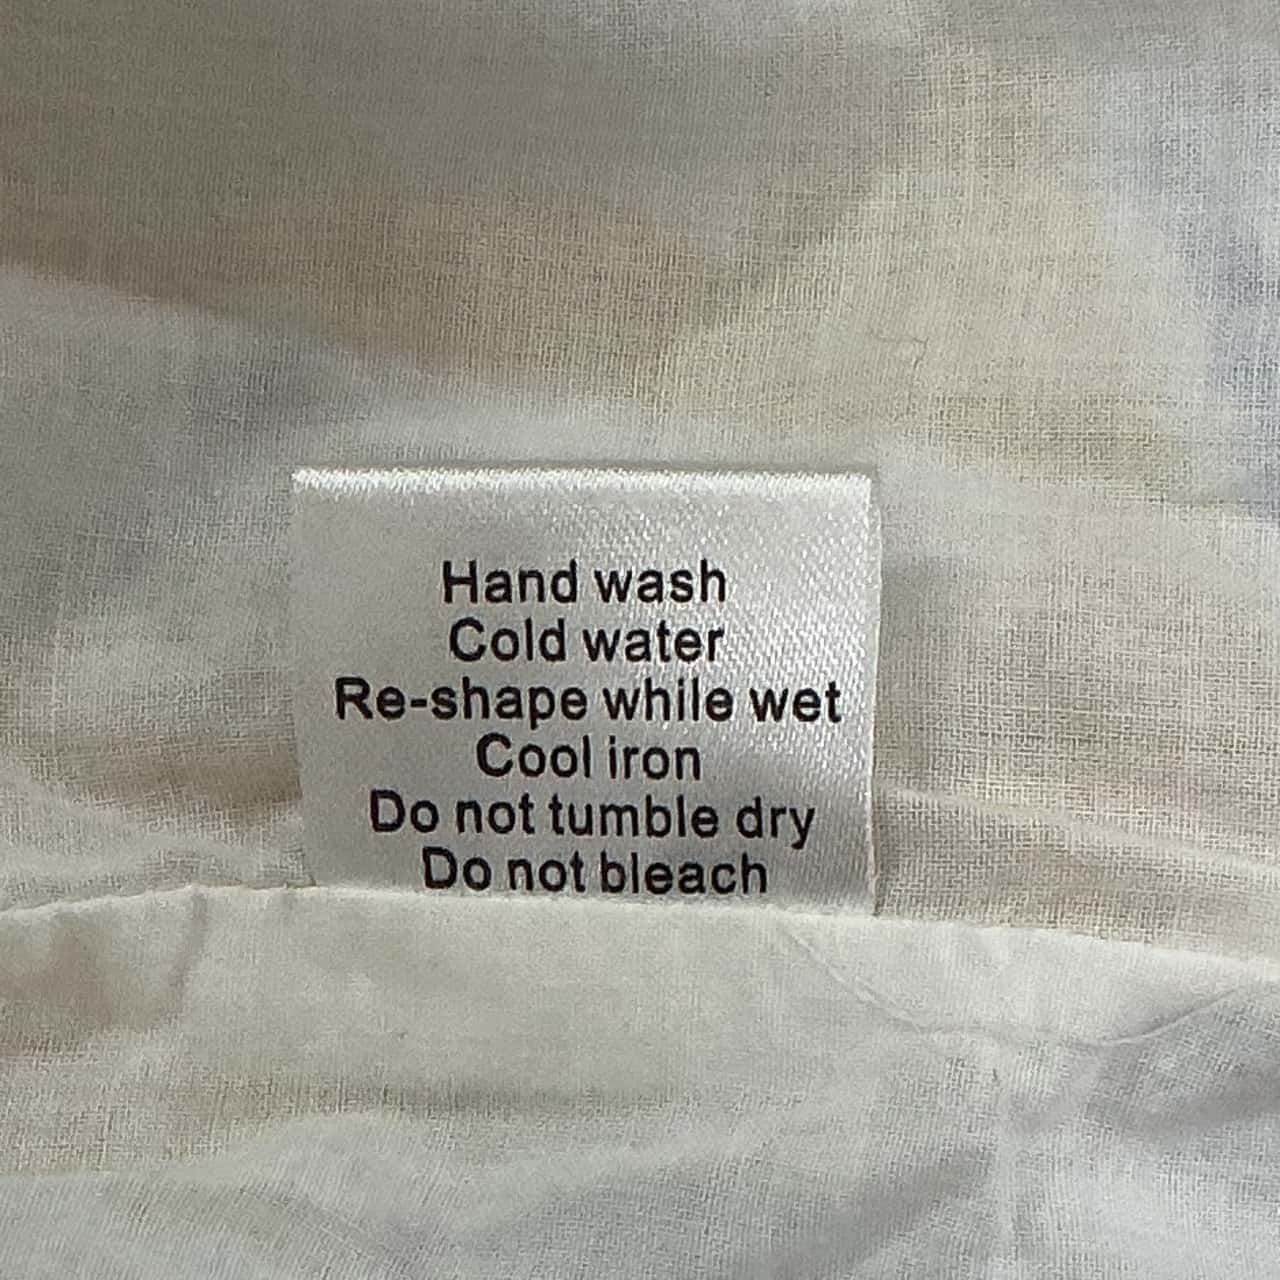 Hand wash
Cold water
Re-shape while wet
Cool iron
Do not tumble dry
Do not bleach